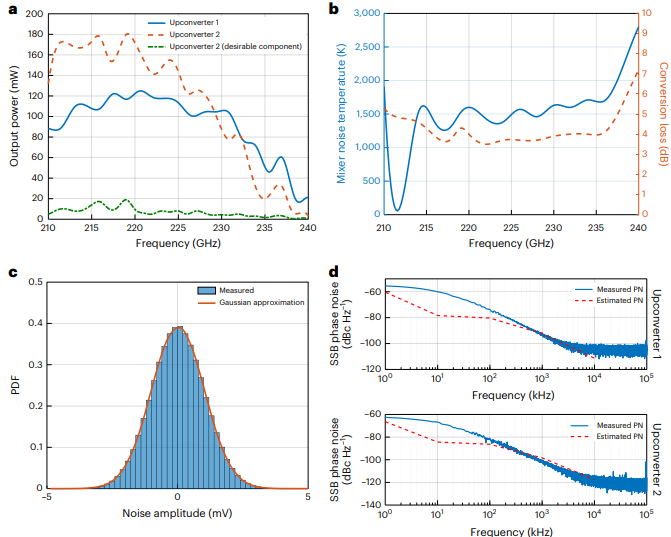 a
Output power (mW)
200
180
160
140
120
100
80
60
40
20
0
Upconverter 1
Upconverter 2
Upconverter 2 (desirable component)
210 215 220 225 230 235 240
Frequency (GHz)
b
Mixer noise temperature (K)
3,000
2,500
2,000
1,500
1,000
500
0
210 215 220 225 230 235 240
Frequency (GHz)
10
9
8
7
6
5
4
3
2
1
0
Conversion loss (dB)
c
PDF
0.5
0.4
0.3
0.2
0.1
0
Measured
Gaussian approximation
–5 0 5
Noise amplitude (mV)
d
SSB phase noise
(dBc Hz⁻¹)
–60
–80
–100
–120
Measured PN
Estimated PN
10⁰ 10¹ 10² 10³ 10⁴ 10⁵
Frequency (kHz)
Upconverter 1
SSB phase noise
(dBc Hz⁻¹)
–60
–80
–100
–120
–140
Measured PN
Estimated PN
10⁰ 10¹ 10² 10³ 10⁴ 10⁵
Frequency (kHz)
Upconverter 2